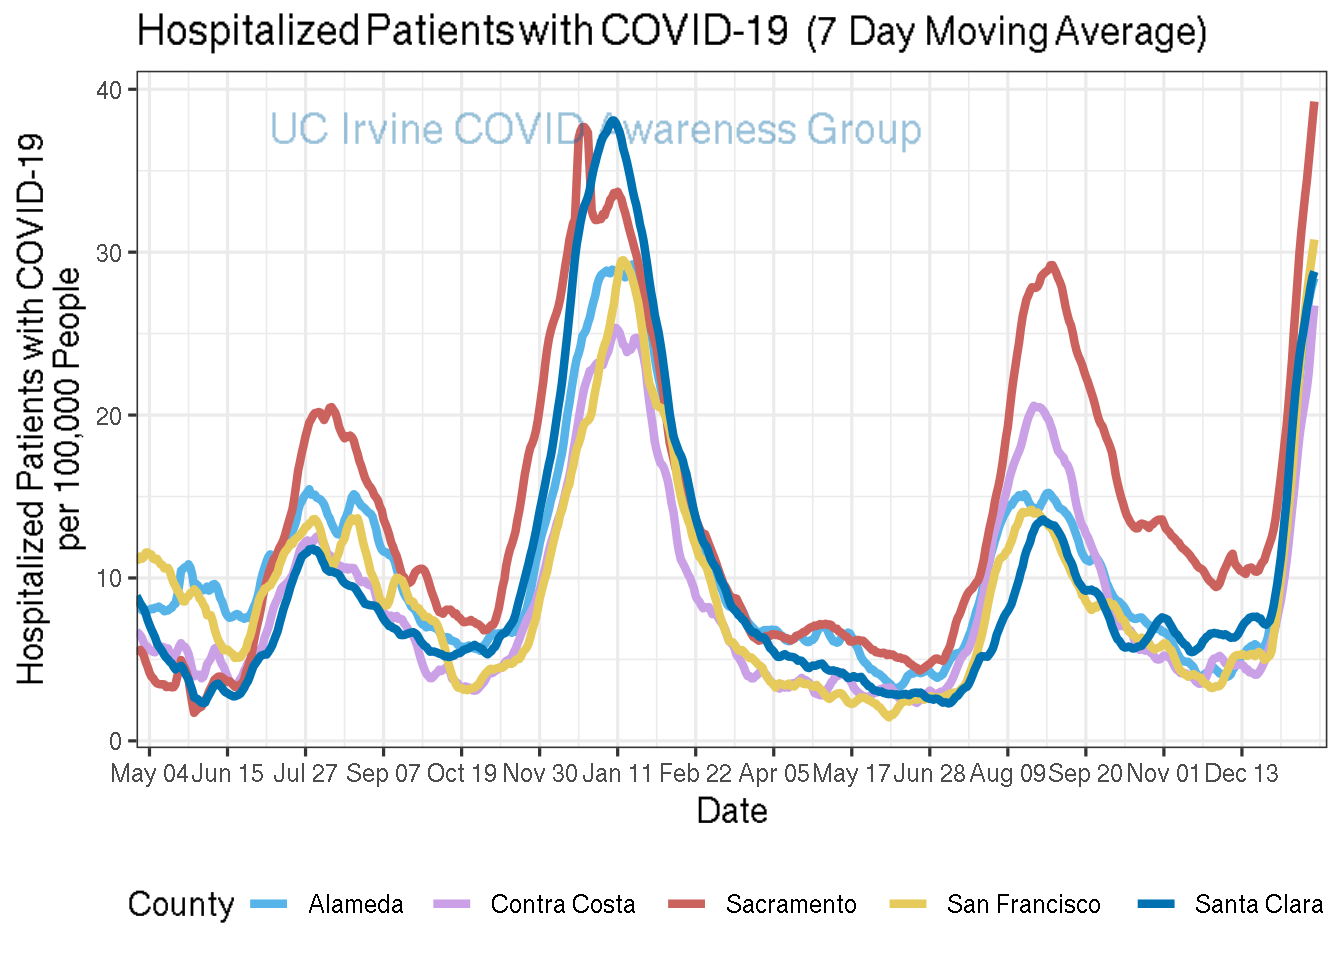 Hospitalized Patients with COVID-19 (7 Day Moving Average)
UC Irvine COVID Awareness Group
Hospitalized Patients with COVID-19
per 100,000 People
40
30
20
10
0
May 04 Jun 15 Jul 27 Sep 07 Oct 19 Nov 30 Jan 11 Feb 22 Apr 05 May 17 Jun 28 Aug 09 Sep 20 Nov 01 Dec 13
Date
County Alameda Contra Costa Sacramento San Francisco Santa Clara